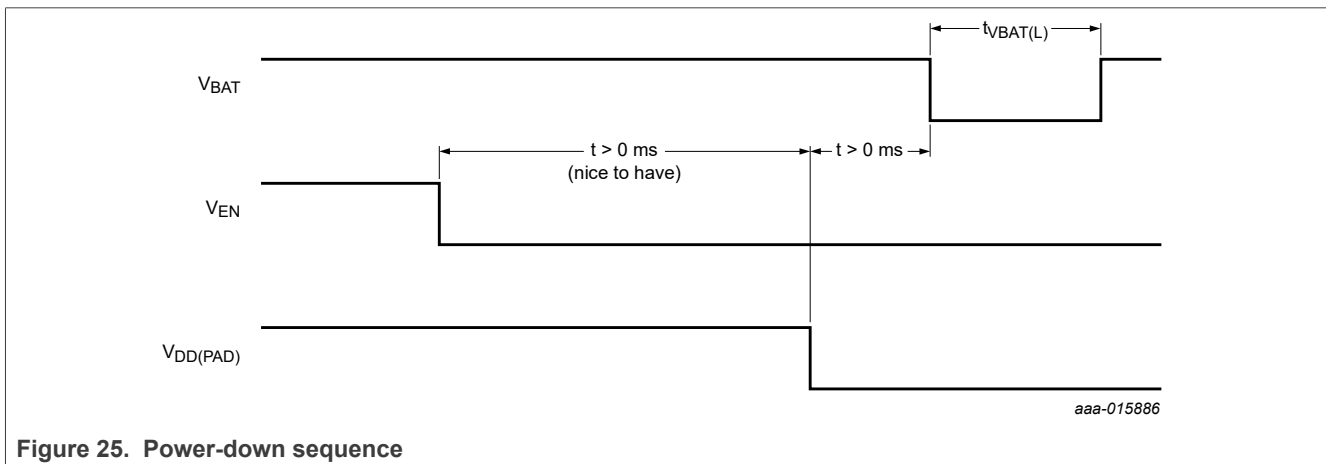 tVBAT(L)
VBAT
t > 0 ms
(nice to have)
t > 0 ms
VEN
VDD(PAD)
aaa-015886
Figure 25. Power-down sequence